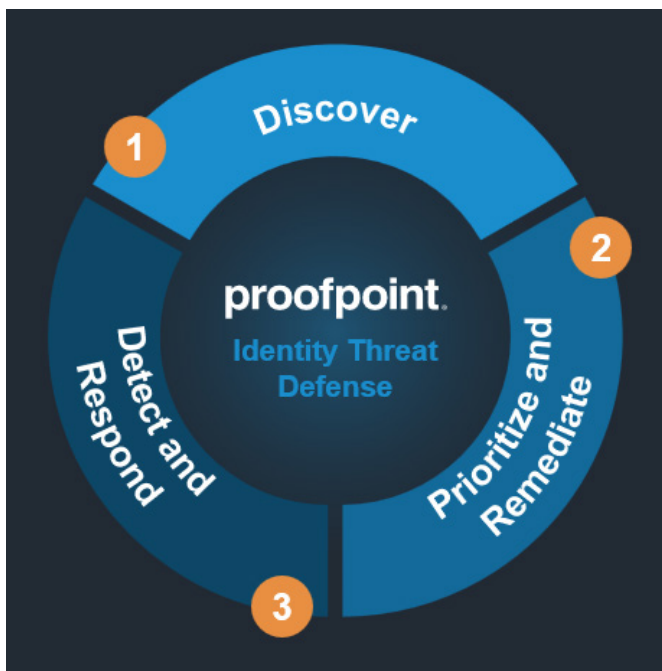 1
Discover
2
Prioritize and
Remediate
3
Detect and
Respond
proofpoint.
Identity Threat
Defense